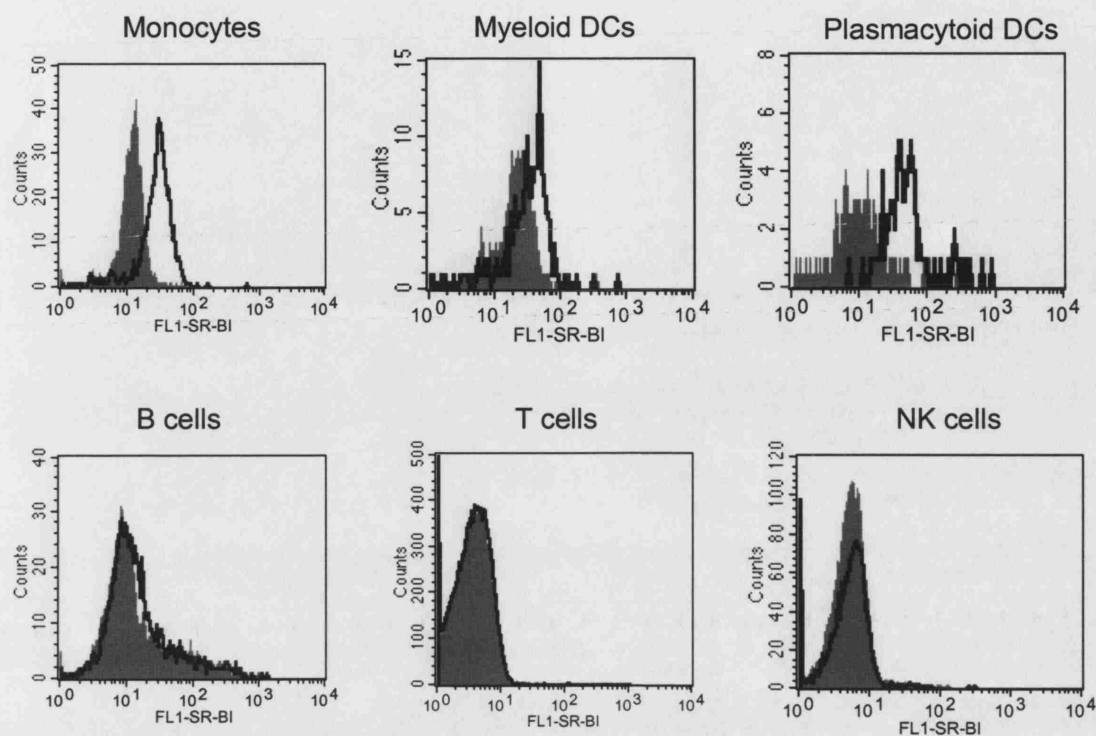 Monocytes
50
40
30
20
10
0
Counts
10⁰ 10¹ 10² 10³ 10⁴
FL1-SR-BI
Myeloid DCs
15
10
5
0
Counts
10⁰ 10¹ 10² 10³ 10⁴
FL1-SR-BI
Plasmacytoid DCs
8
6
4
2
0
Counts
10⁰ 10¹ 10² 10³ 10⁴
FL1-SR-BI
B cells
40
30
20
10
0
Counts
10⁰ 10¹ 10² 10³ 10⁴
FL1-SR-BI
T cells
500
400
300
200
100
0
Counts
10⁰ 10¹ 10² 10³ 10⁴
FL1-SR-BI
NK cells
120
100
80
60
40
20
0
Counts
10⁰ 10¹ 10² 10³ 10⁴
FL1-SR-BI